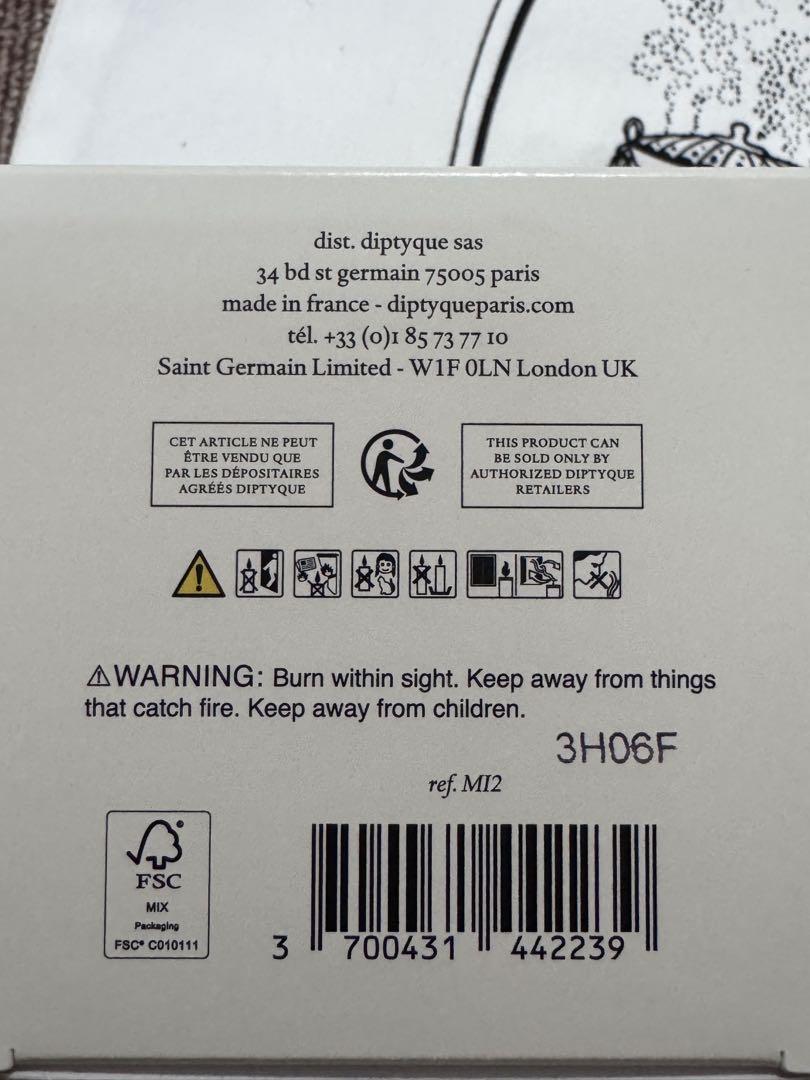 dist. diptyque sas
34 bd st germain 75005 paris
made in france - diptyqueparis.com
tél. +33 (0)1 85 73 77 10
Saint Germain Limited - W1F 0LN London UK
CET ARTICLE NE PEUT
ÊTRE VENDU QUE
PAR LES DÉPOSITAIRES
AGRÉÉS DIPTYQUE
THIS PRODUCT CAN
BE SOLD ONLY BY
AUTHORIZED DIPTYQUE
RETAILERS
⚠WARNING: Burn within sight. Keep away from things
that catch fire. Keep away from children.
3H06F
ref. MI2
FSC
MIX
Packaging
FSC® C010111
3 700431 442239